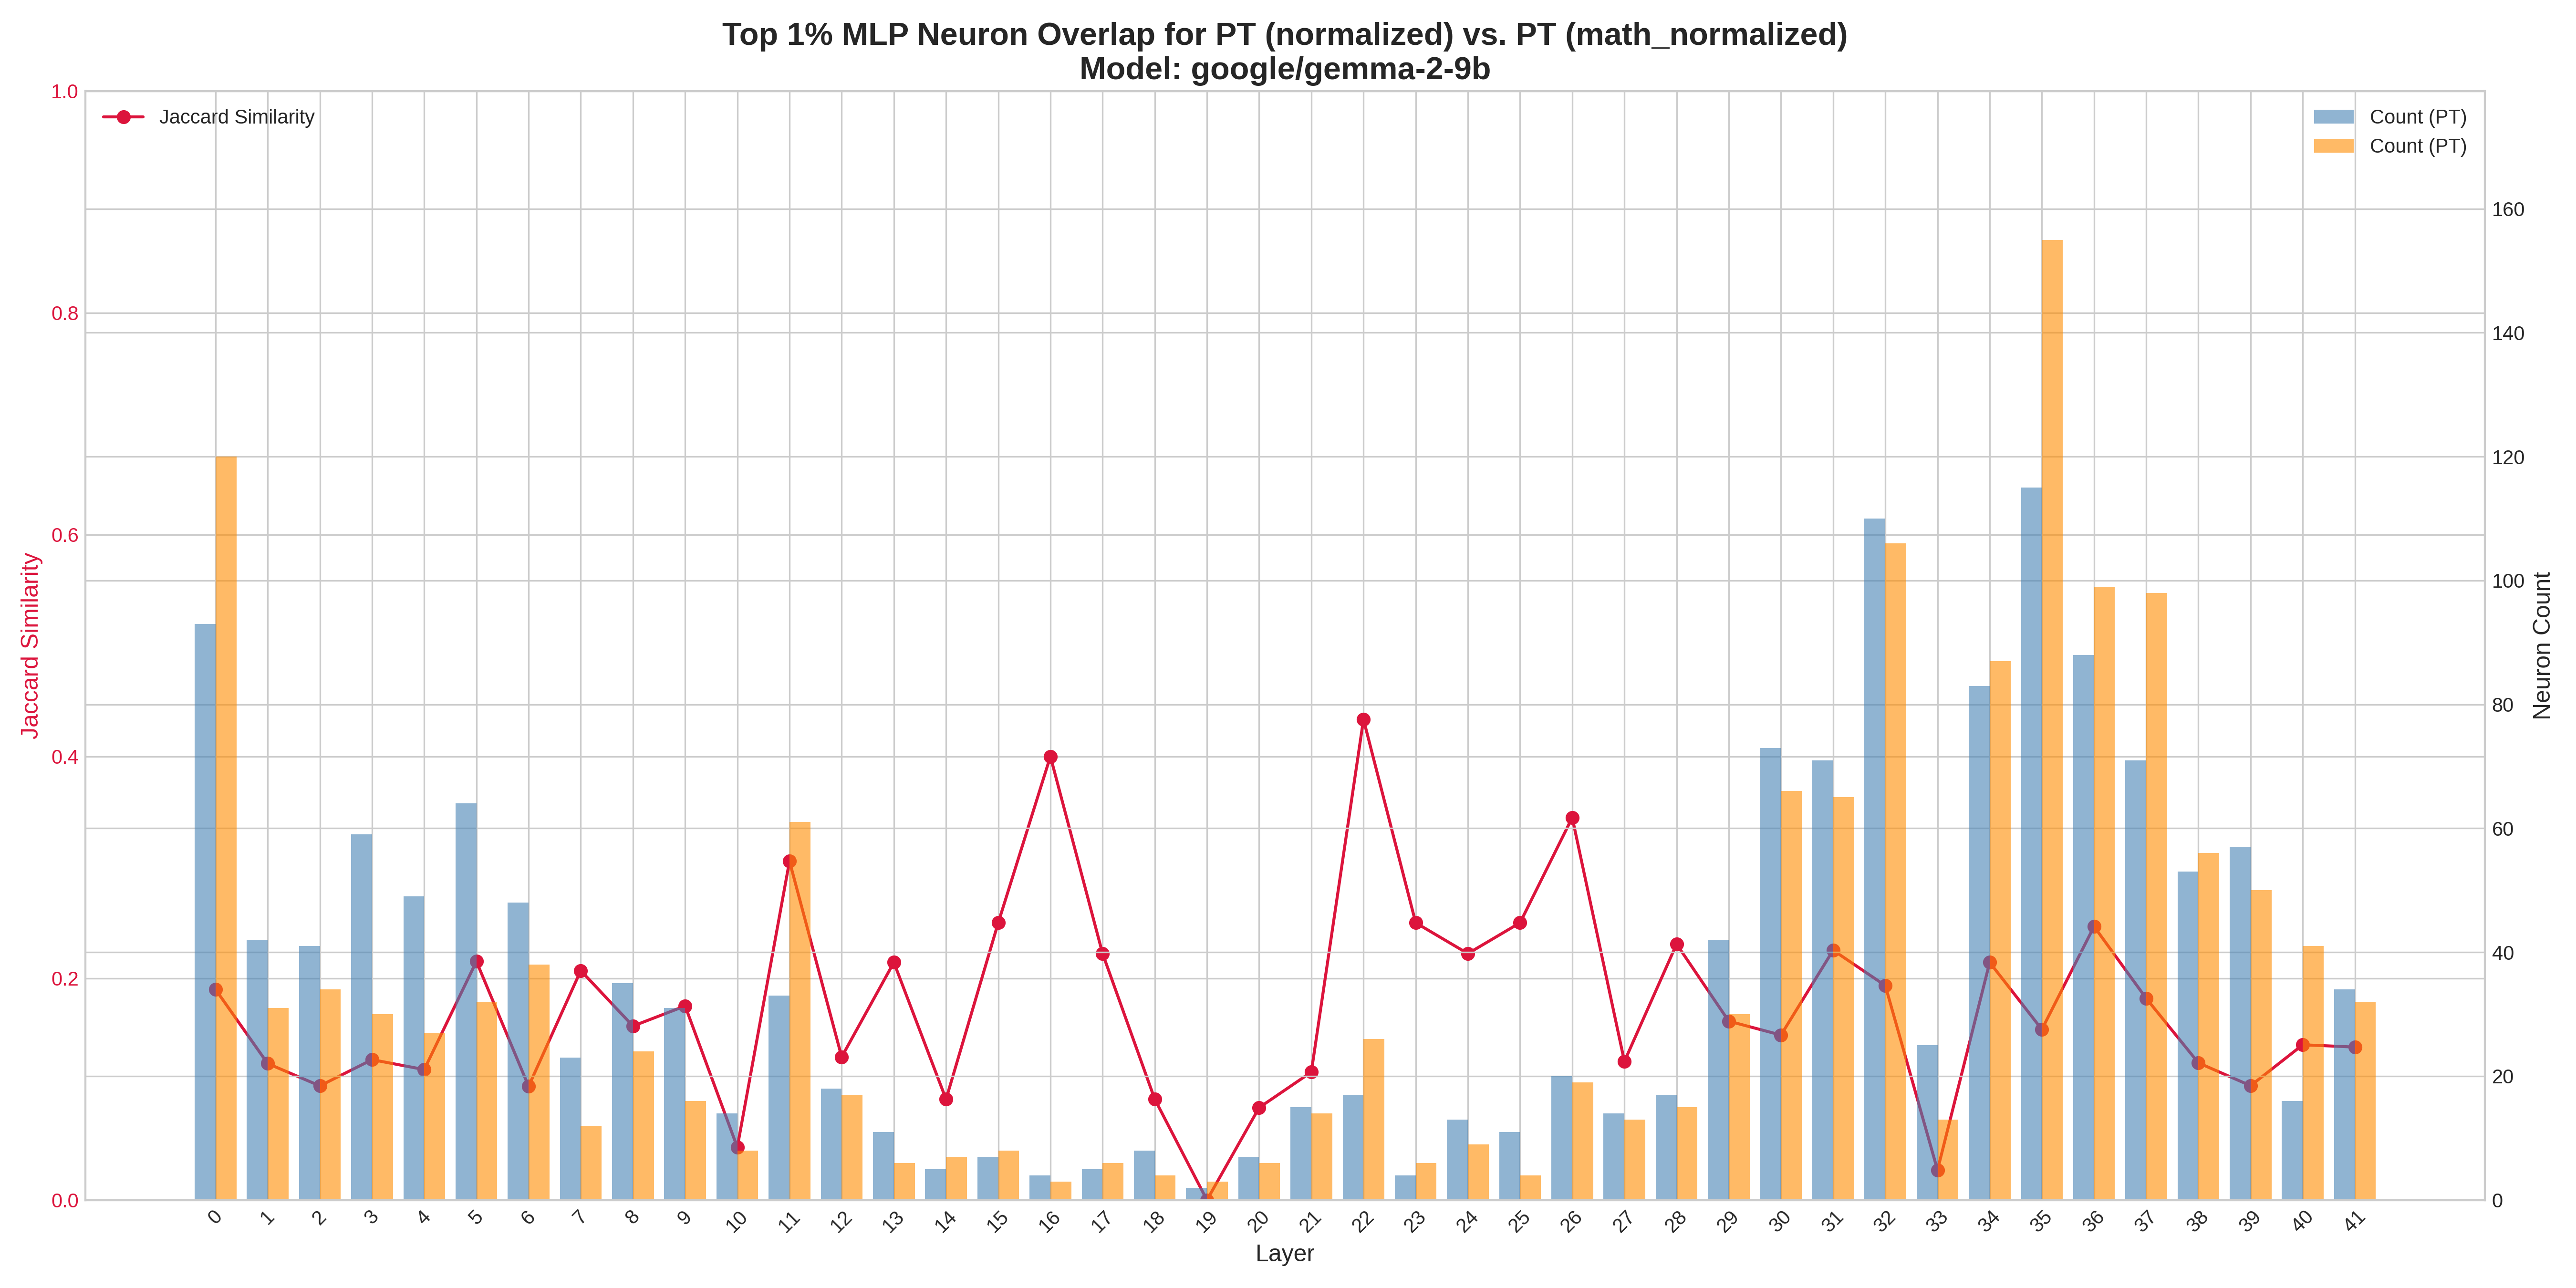 Top 1% MLP Neuron Overlap for PT (normalized) vs. PT (math_normalized)
Model: google/gemma-2-9b
Jaccard Similarity
Count (PT)
Count (PT)
Jaccard Similarity
1.0
0.8
0.6
0.4
0.2
0.0
160
140
120
100
80
60
40
20
0
Neuron Count
0 1 2 3 4 5 6 7 8 9 10 11 12 13 14 15 16 17 18 19 20 21 22 23 24 25 26 27 28 29 30 31 32 33 34 35 36 37 38 39 40 41
Layer